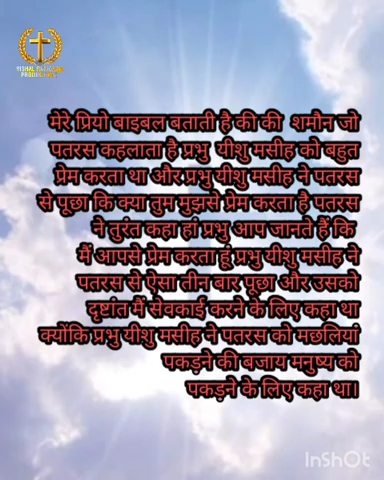 मेरे प्रियो बाइबल बताती है की की शमौन जो
पतरस कहलाता है प्रभु यीशु मसीह को बहुत
प्रेम करता था और प्रभु यीशु मसीह ने पतरस
से पूछा कि क्या तुम मुझसे प्रेम करता है पतरस
ने तुरंत कहा हां प्रभु आप जानते हैं कि
मैं आपसे प्रेम करता हूं प्रभु यीशु मसीह ने
पतरस से ऐसा तीन बार पूछा और उसको
दृष्टांत मैं सेवकाई करने के लिए कहा था
क्योंकि प्रभु यीशु मसीह ने पतरस को मछलियां
पकड़ने की बजाय मनुष्य को
पकड़ने के लिए कहा था।
InShOt